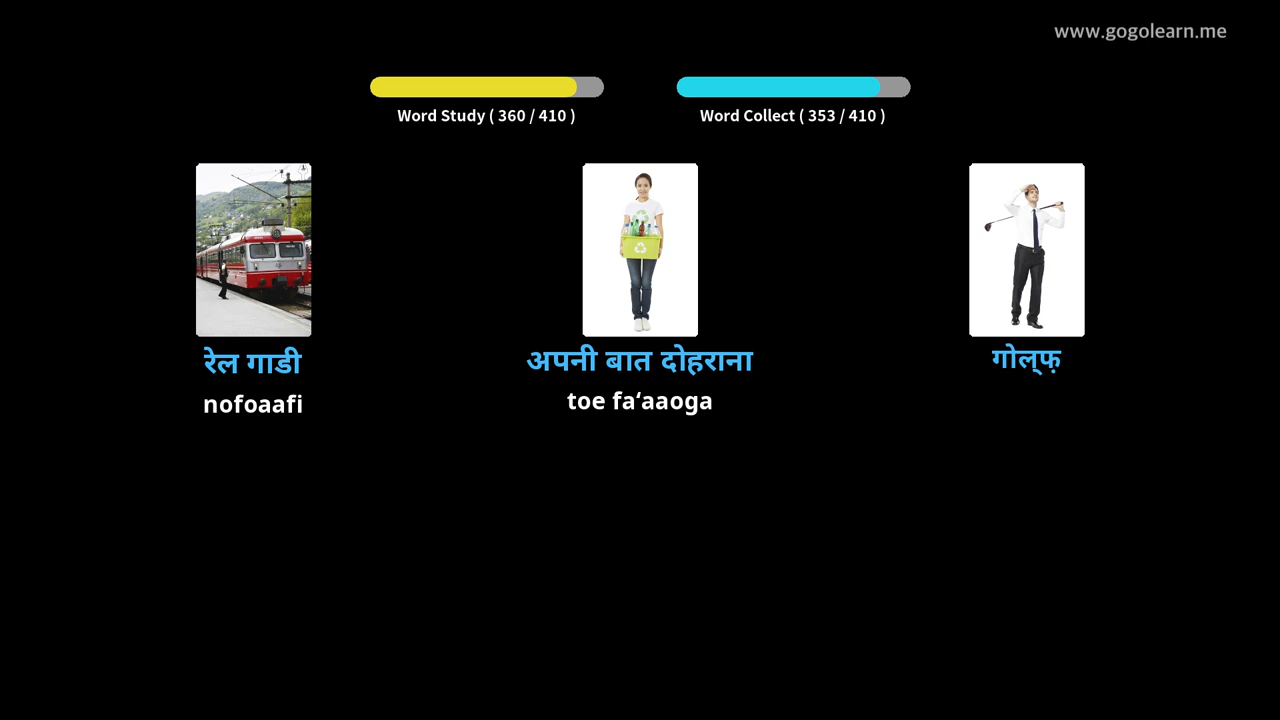 www.gogolearn.me
Word Study ( 360 / 410 )
Word Collect ( 353 / 410 )
रेल गाडी
nofoaafi
अपनी बात दोहराना
toe faʻaaoga
गोल्फ़